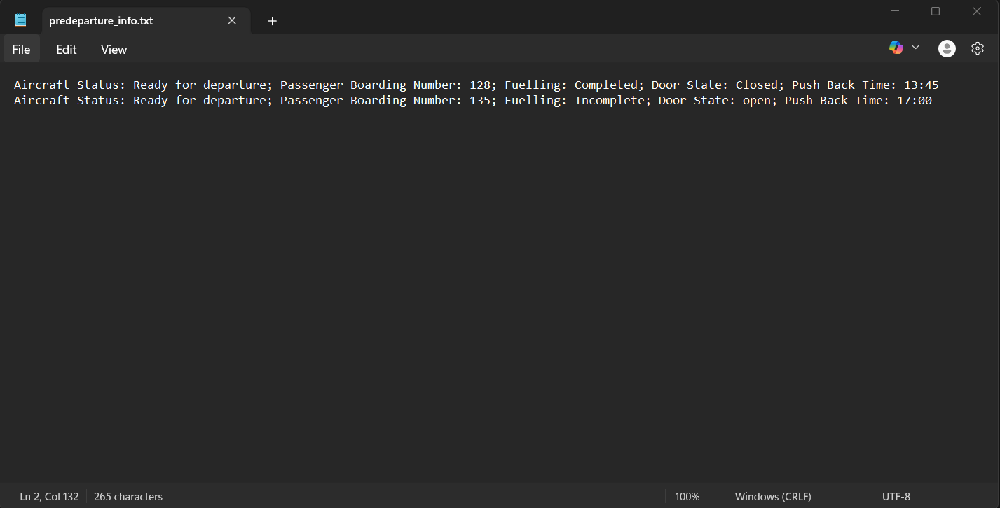 predeparture_info.txt
File Edit View
Aircraft Status: Ready for departure; Passenger Boarding Number: 128; Fuelling: Completed; Door State: Closed; Push Back Time: 13:45
Aircraft Status: Ready for departure; Passenger Boarding Number: 135; Fuelling: Incomplete; Door State: open; Push Back Time: 17:00
Ln 2, Col 132 265 characters 100% Windows (CRLF) UTF-8